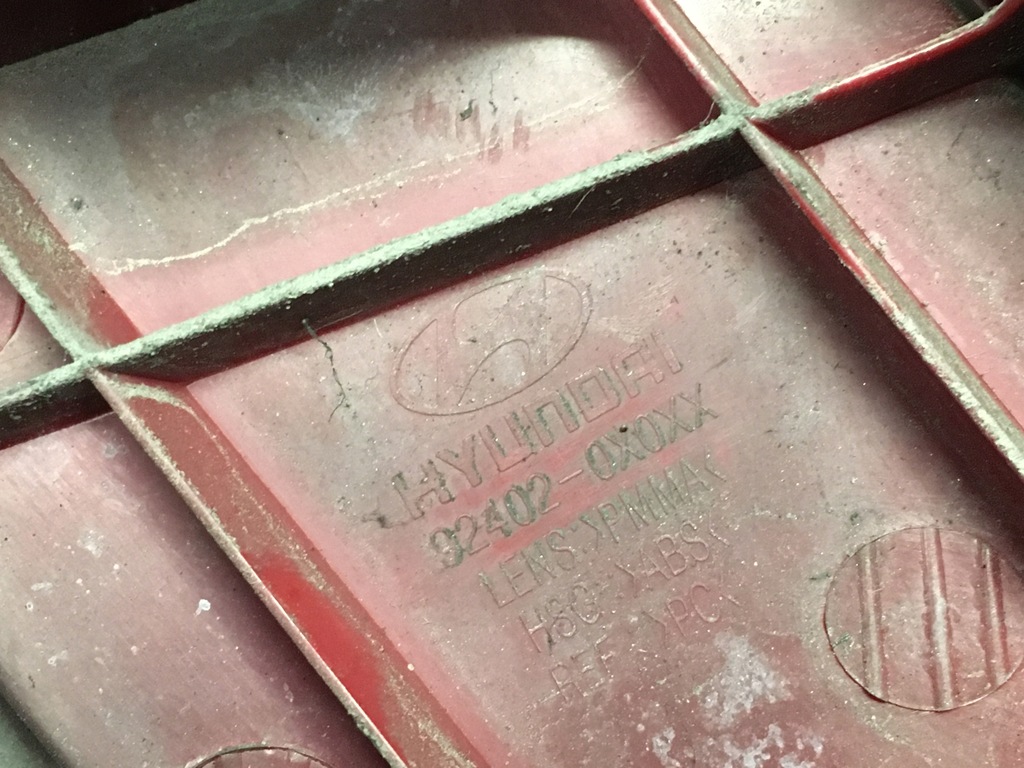 HYUNDAI
92402-0X0XX
LENS:>PMMA<
HSG: >ABS<
REF: >PC<